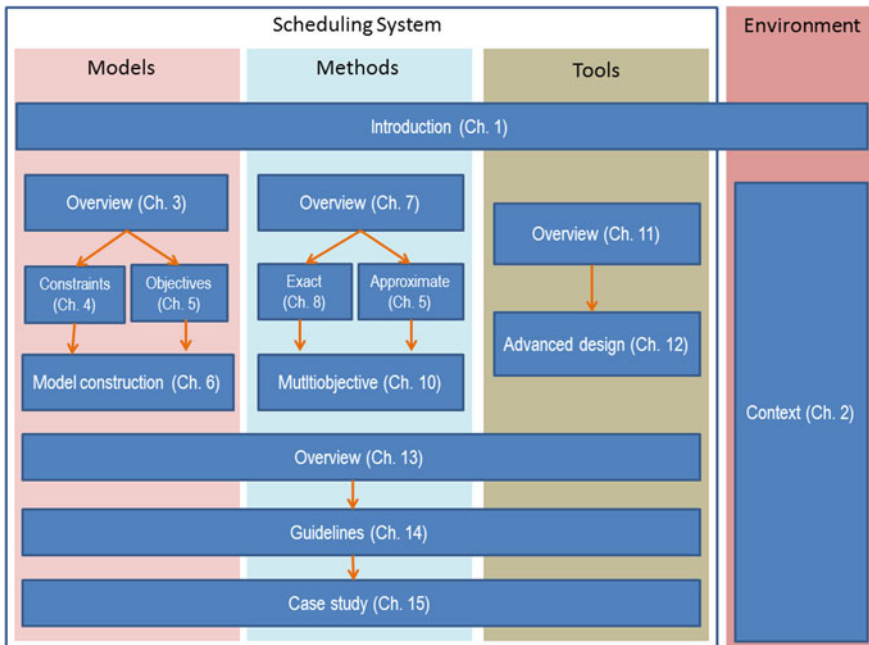 Scheduling System
Environment
Models
Methods
Tools
Introduction (Ch. 1)
Overview (Ch. 3)
Overview (Ch. 7)
Overview (Ch. 11)
Constraints
(Ch. 4)
Objectives
(Ch. 5)
Exact
(Ch. 8)
Approximate
(Ch. 5)
Advanced design (Ch. 12)
Model construction (Ch. 6)
Mutltiobjective (Ch. 10)
Context (Ch. 2)
Overview (Ch. 13)
Guidelines (Ch. 14)
Case study (Ch. 15)